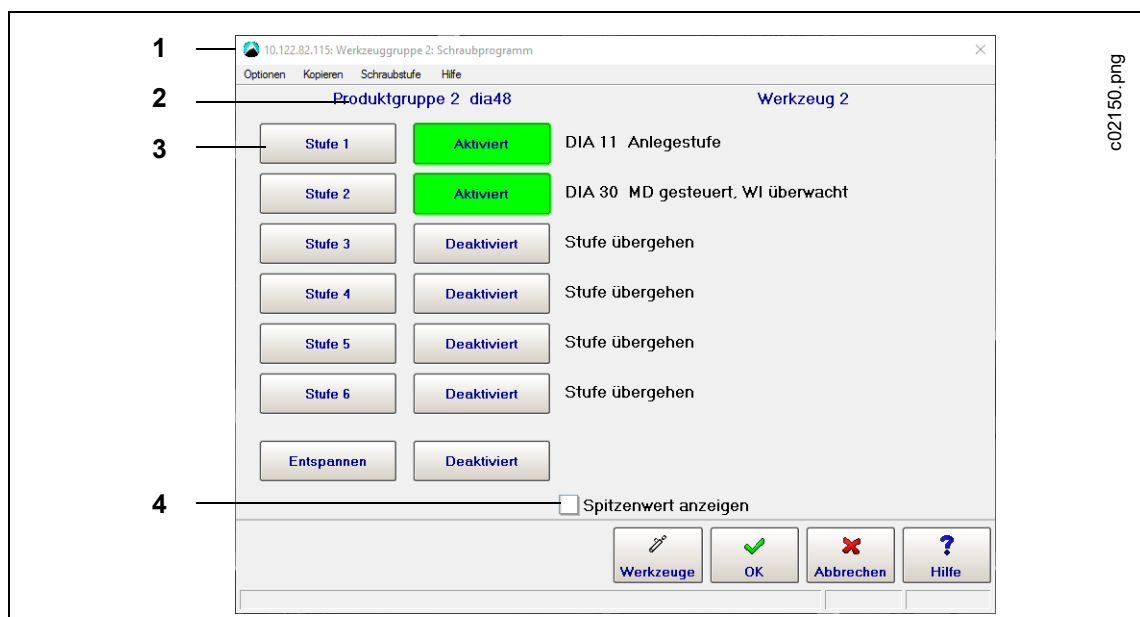 1
10.122.82.115: Werkzeuggruppe 2: Schraubprogramm
Optionen Kopieren Schraubstufe Hilfe
2
Produktgruppe 2 dia48 Werkzeug 2
3
Stufe 1 Aktiviert DIA 11 Anlegestufe
Stufe 2 Aktiviert DIA 30 MD gesteuert, WI überwacht
Stufe 3 Deaktiviert Stufe übergehen
Stufe 4 Deaktiviert Stufe übergehen
Stufe 5 Deaktiviert Stufe übergehen
Stufe 6 Deaktiviert Stufe übergehen
Entspannen Deaktiviert
4
Spitzenwert anzeigen
Werkzeuge OK Abbrechen Hilfe
c02150.png